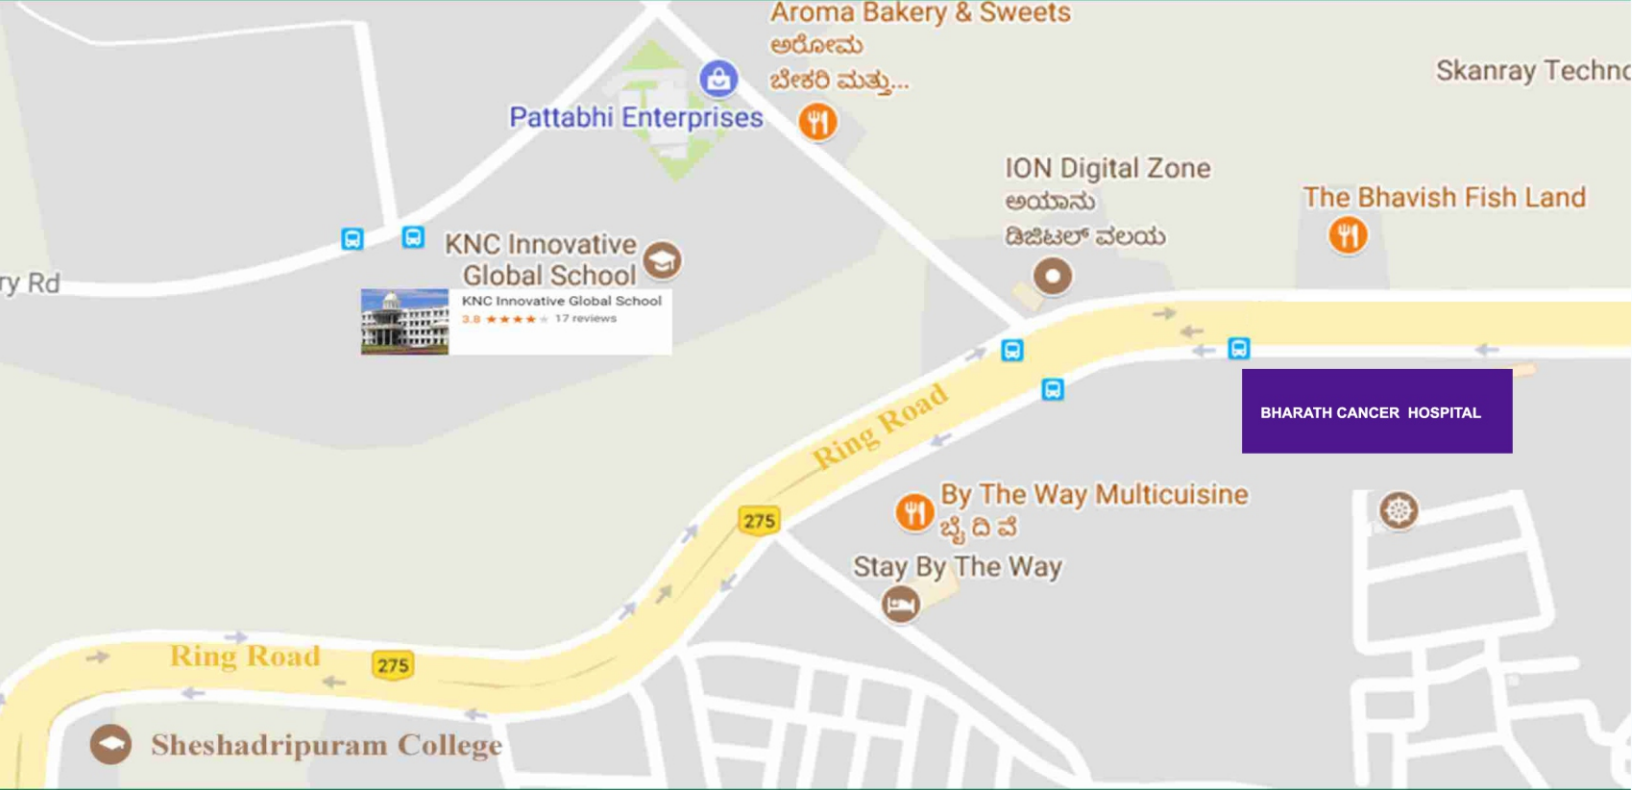 Aroma Bakery & Sweets
ಅರೋಮ
ಬೇಕರಿ ಮತ್ತು...
Skanray Techno
Pattabhi Enterprises
ION Digital Zone
ಅಯಾನು
ಡಿಜಿಟಲ್ ವಲಯ
The Bhavish Fish Land
KNC Innovative
Global School
ry Rd
KNC Innovative Global School
3.8 ★★★★★ 17 reviews
Ring Road
BHARATH CANCER HOSPITAL
275
By The Way Multicuisine
ಬೈ ದಿ ವೆ
Stay By The Way
Ring Road
275
Sheshadripuram College